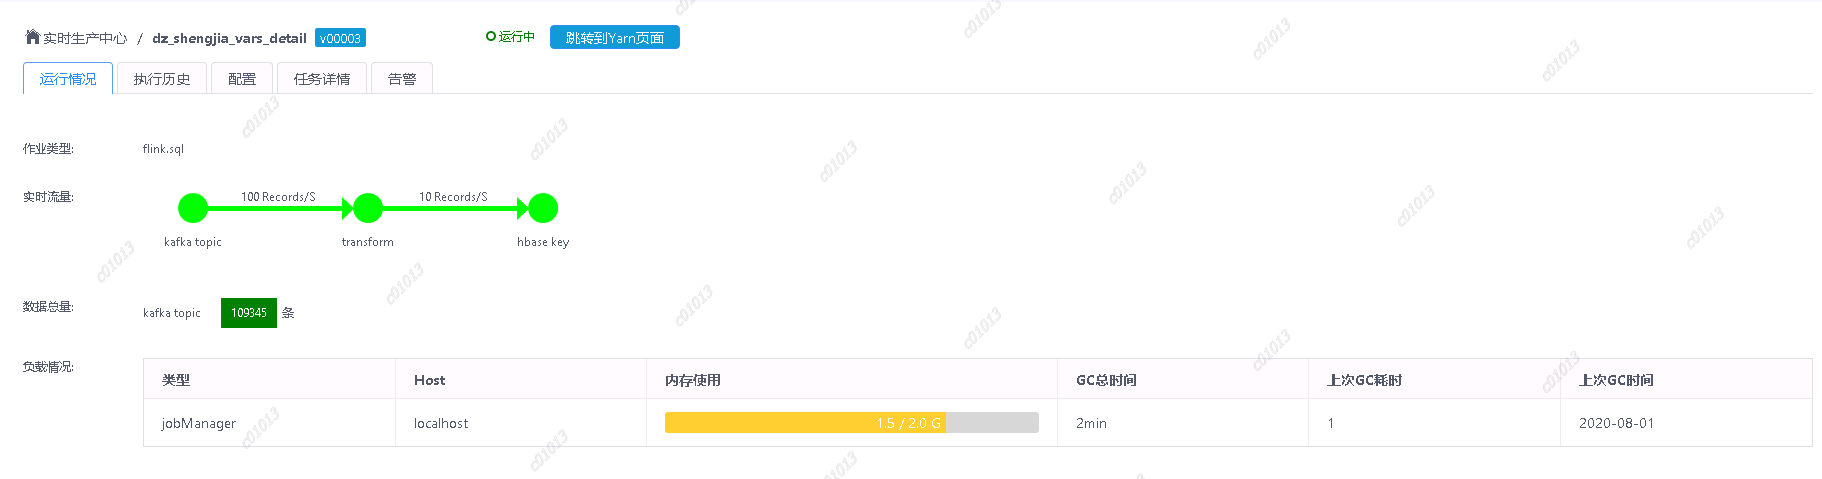 实时生产中心 / dz_shengjia_vars_detail v00003 运行中 跳转到Yarn页面
运行情况 执行历史 配置 任务详情 告警
作业类型: flink.sql
实时流量: 100 Records/S 10 Records/S
kafka topic transform hbase key
数据总量: kafka topic 109345 条
负载情况:
类型 Host 内存使用 GC总时间 上次GC耗时 上次GC时间
jobManager localhost 1.5 / 2.0 G 2min 1 2020-08-01
c01013